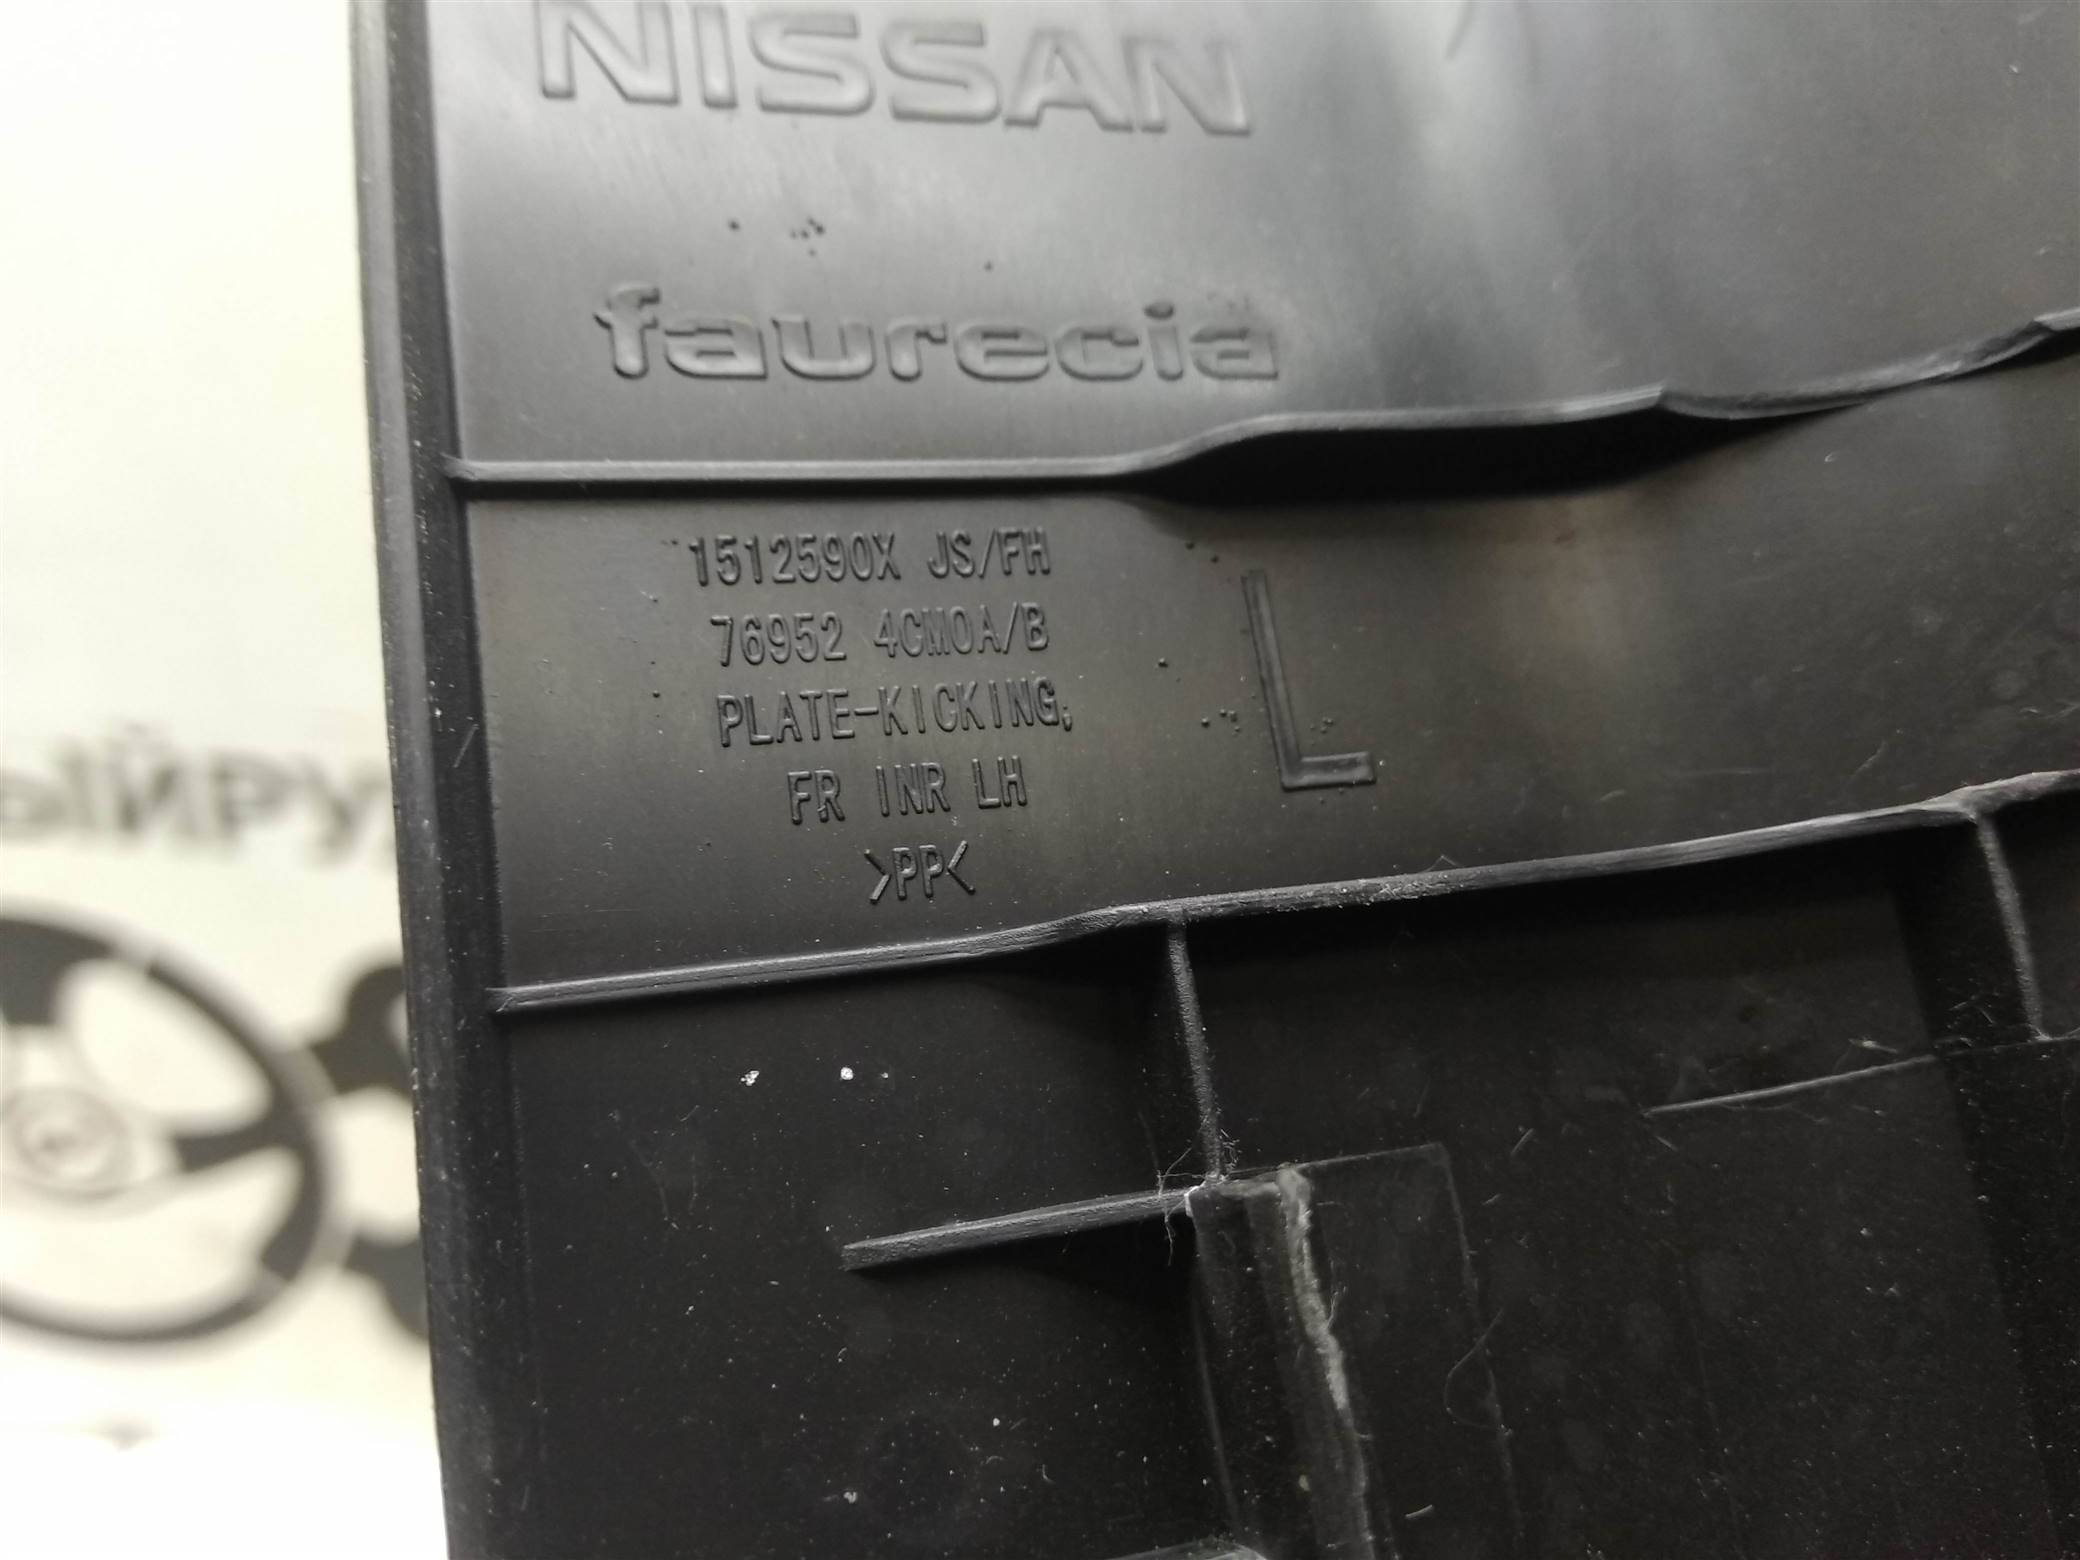 NISSAN
faurecia
1512590X JS/FH
76952 4CM0A/B
PLATE-KICKING,
FR INR LH
>PP<
L